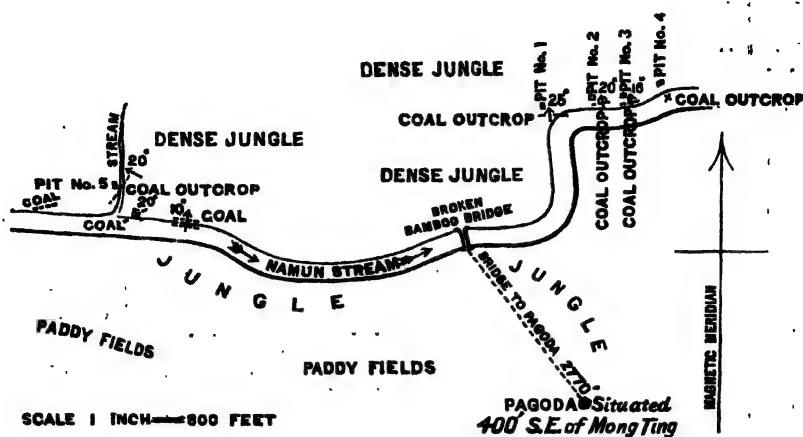 PIT No. 1
PIT No. 2
PIT No. 3
PIT No. 4
DENSE JUNGLE
25°
20°
15°
COAL OUTCROP
COAL OUTCROP
COAL OUTCROP
COAL OUTCROP
STREAM
DENSE JUNGLE
20°
DENSE JUNGLE
PIT No. 5
COAL OUTCROP
COAL
20°
10°
COAL
COAL
BROKEN
BAMBOO BRIDGE
NAMUN STREAM
JUNGLE
JUNGLE
BRIDGE TO PAGODA 2770'
MAGNETIC MERIDIAN
PADDY FIELDS
PADDY FIELDS
PAGODA Situated
400' S.E. of Mong Ting
SCALE 1 INCH = 800 FEET